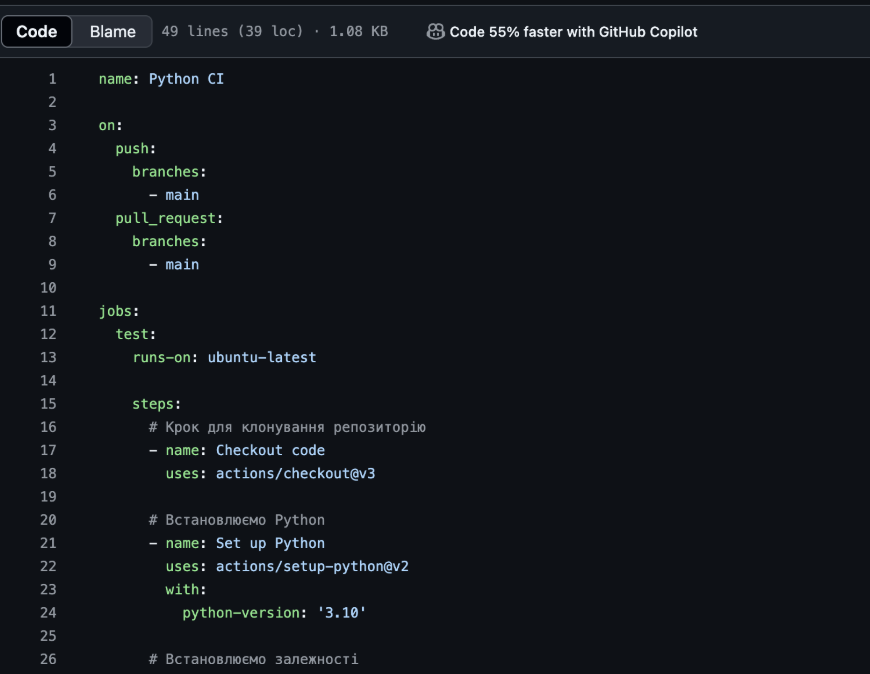 Code Blame 49 lines (39 loc) · 1.08 KB Code 55% faster with GitHub Copilot
1 name: Python CI
2
3 on:
4   push:
5     branches:
6       - main
7   pull_request:
8     branches:
9       - main
10
11 jobs:
12   test:
13     runs-on: ubuntu-latest
14
15     steps:
16       # Крок для клонування репозиторію
17       - name: Checkout code
18         uses: actions/checkout@v3
19
20       # Встановлюємо Python
21       - name: Set up Python
22         uses: actions/setup-python@v2
23         with:
24           python-version: '3.10'
25
26       # Встановлюємо залежності